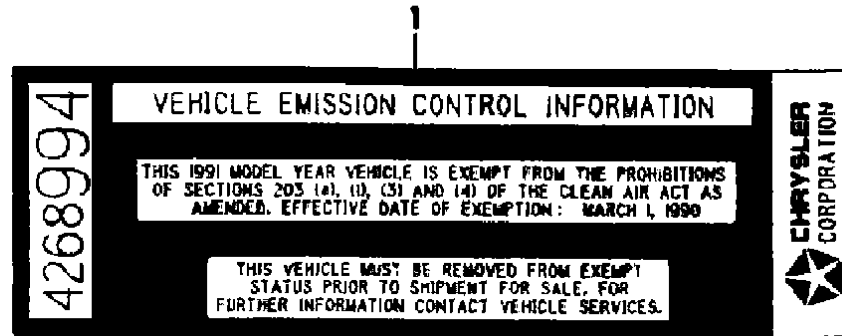 1
VEHICLE EMISSION CONTROL INFORMATION
THIS 1991 MODEL YEAR VEHICLE IS EXEMPT FROM THE PROHIBITIONS
OF SECTIONS 203 (a), (1), (3) AND (4) OF THE CLEAN AIR ACT AS
AMENDED. EFFECTIVE DATE OF EXEMPTION: MARCH 1, 1990
THIS VEHICLE MUST BE REMOVED FROM EXEMPT
STATUS PRIOR TO SHIPMENT FOR SALE. FOR
FURTHER INFORMATION CONTACT VEHICLE SERVICES.
4268994
CHRYSLER
CORPORATION